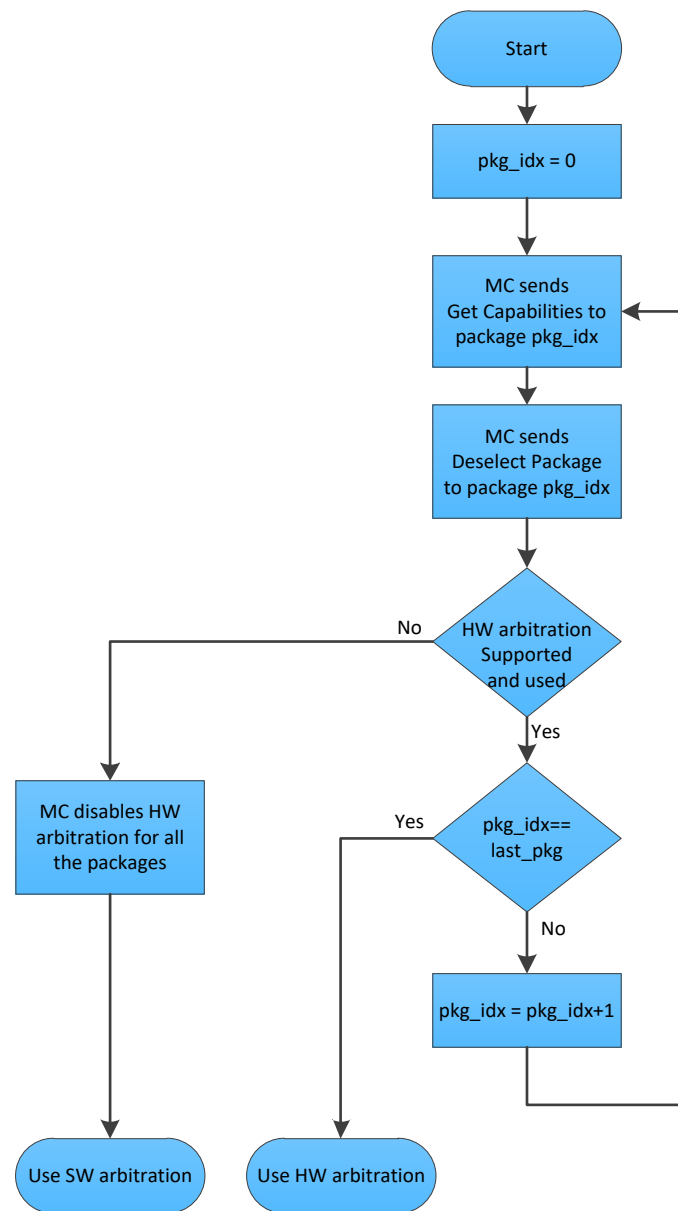 Start
pkg_idx = 0
MC sends
Get Capabilities to
package pkg_idx
MC sends
Deselect Package
to package pkg_idx
HW arbitration
Supported
and used
No
Yes
MC disables HW
arbitration for all
the packages
pkg_idx==
last_pkg
Yes
No
pkg_idx = pkg_idx+1
Use SW arbitration
Use HW arbitration